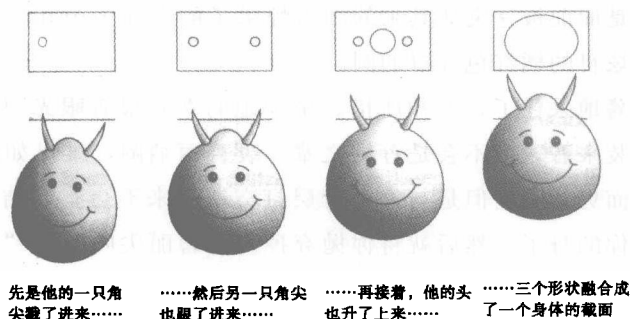 先是他的一只角
尖戳了进来……
……然后另一只角尖
也跟了进来……
……再接着，他的头
也升了上来……
……三个形状融合成
了一个身体的截面